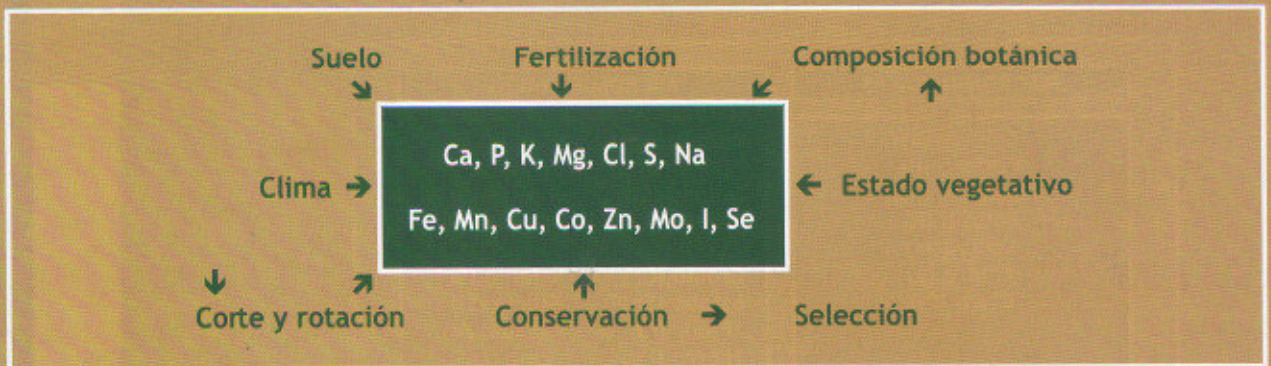 Suelo Fertilización Composición botánica
Ca, P, K, Mg, Cl, S, Na
Clima Estado vegetativo
Fe, Mn, Cu, Co, Zn, Mo, I, Se
Corte y rotación Conservación Selección